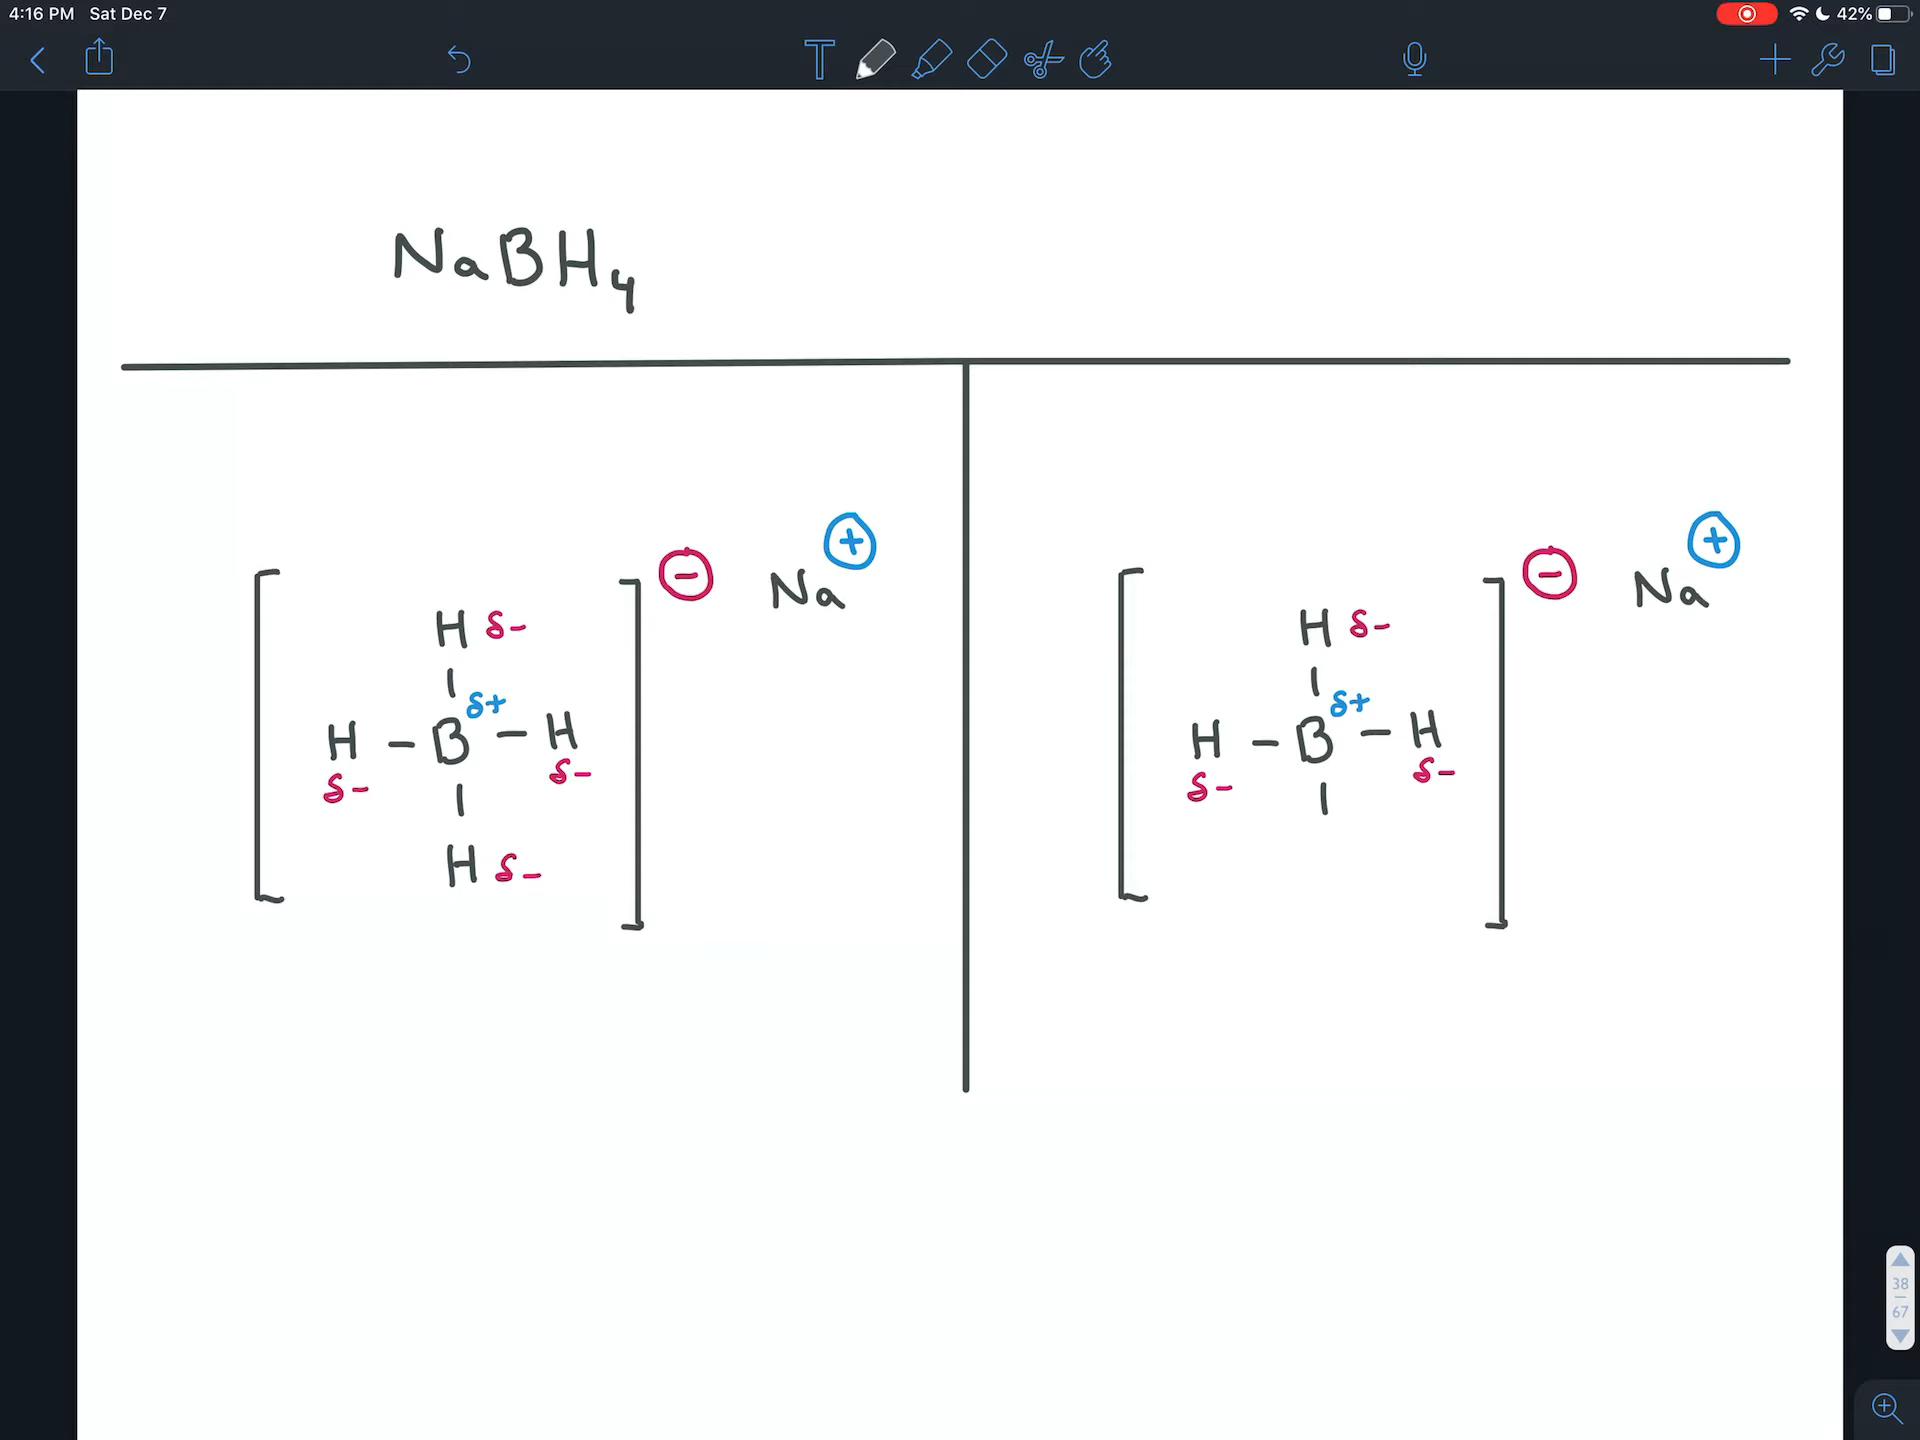 4:16 PM Sat Dec 7
42%
T
NaBH₄
⊖ Na⊕
H δ-
δ+
H - B - H
δ- δ-
H δ-
⊖ Na⊕
H δ-
δ+
H - B - H
δ- δ-
38
67